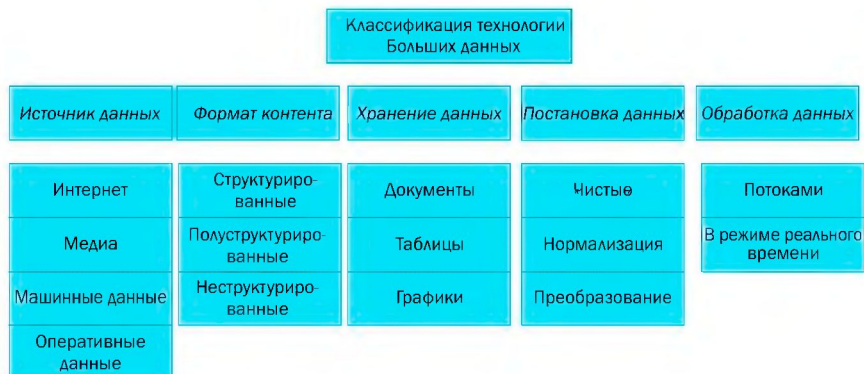 Классификация технологии
Больших данных
Источник данных
Формат контента
Хранение данных
Постановка данных
Обработка данных
Интернет
Медиа
Машинные данные
Оперативные
данные
Структуриро-
ванные
Полуструктуриро-
ванные
Неструктуриро-
ванные
Документы
Таблицы
Графики
Чистые
Нормализация
Преобразование
Потоками
В режиме реального
времени